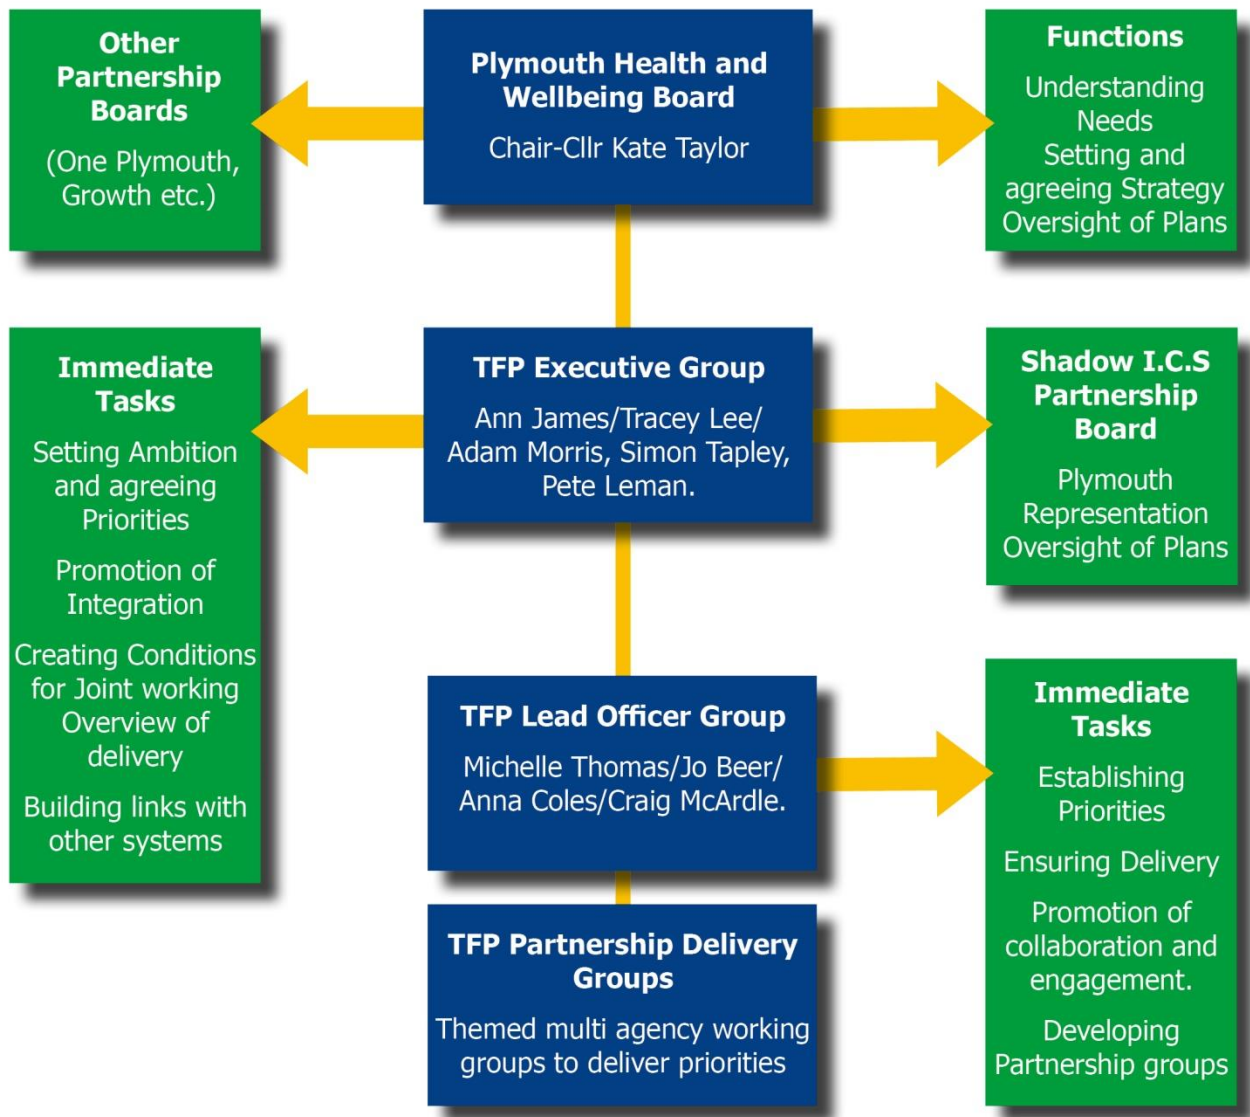 Other
Partnership
Boards
(One Plymouth,
Growth etc.)
Plymouth Health and
Wellbeing Board
Chair-Cllr Kate Taylor
Functions
Understanding
Needs
Setting and
agreeing Strategy
Oversight of Plans
Immediate
Tasks
Setting Ambition
and agreeing
Priorities
Promotion of
Integration
Creating Conditions
for Joint working
Overview of
delivery
Building links with
other systems
TFP Executive Group
Ann James/Tracey Lee/
Adam Morris, Simon Tapley,
Pete Leman.
Shadow I.C.S
Partnership
Board
Plymouth
Representation
Oversight of Plans
TFP Lead Officer Group
Michelle Thomas/Jo Beer/
Anna Coles/Craig McArdle.
Immediate
Tasks
Establishing
Priorities
Ensuring Delivery
Promotion of
collaboration and
engagement.
Developing
Partnership groups
TFP Partnership Delivery
Groups
Themed multi agency working
groups to deliver priorities